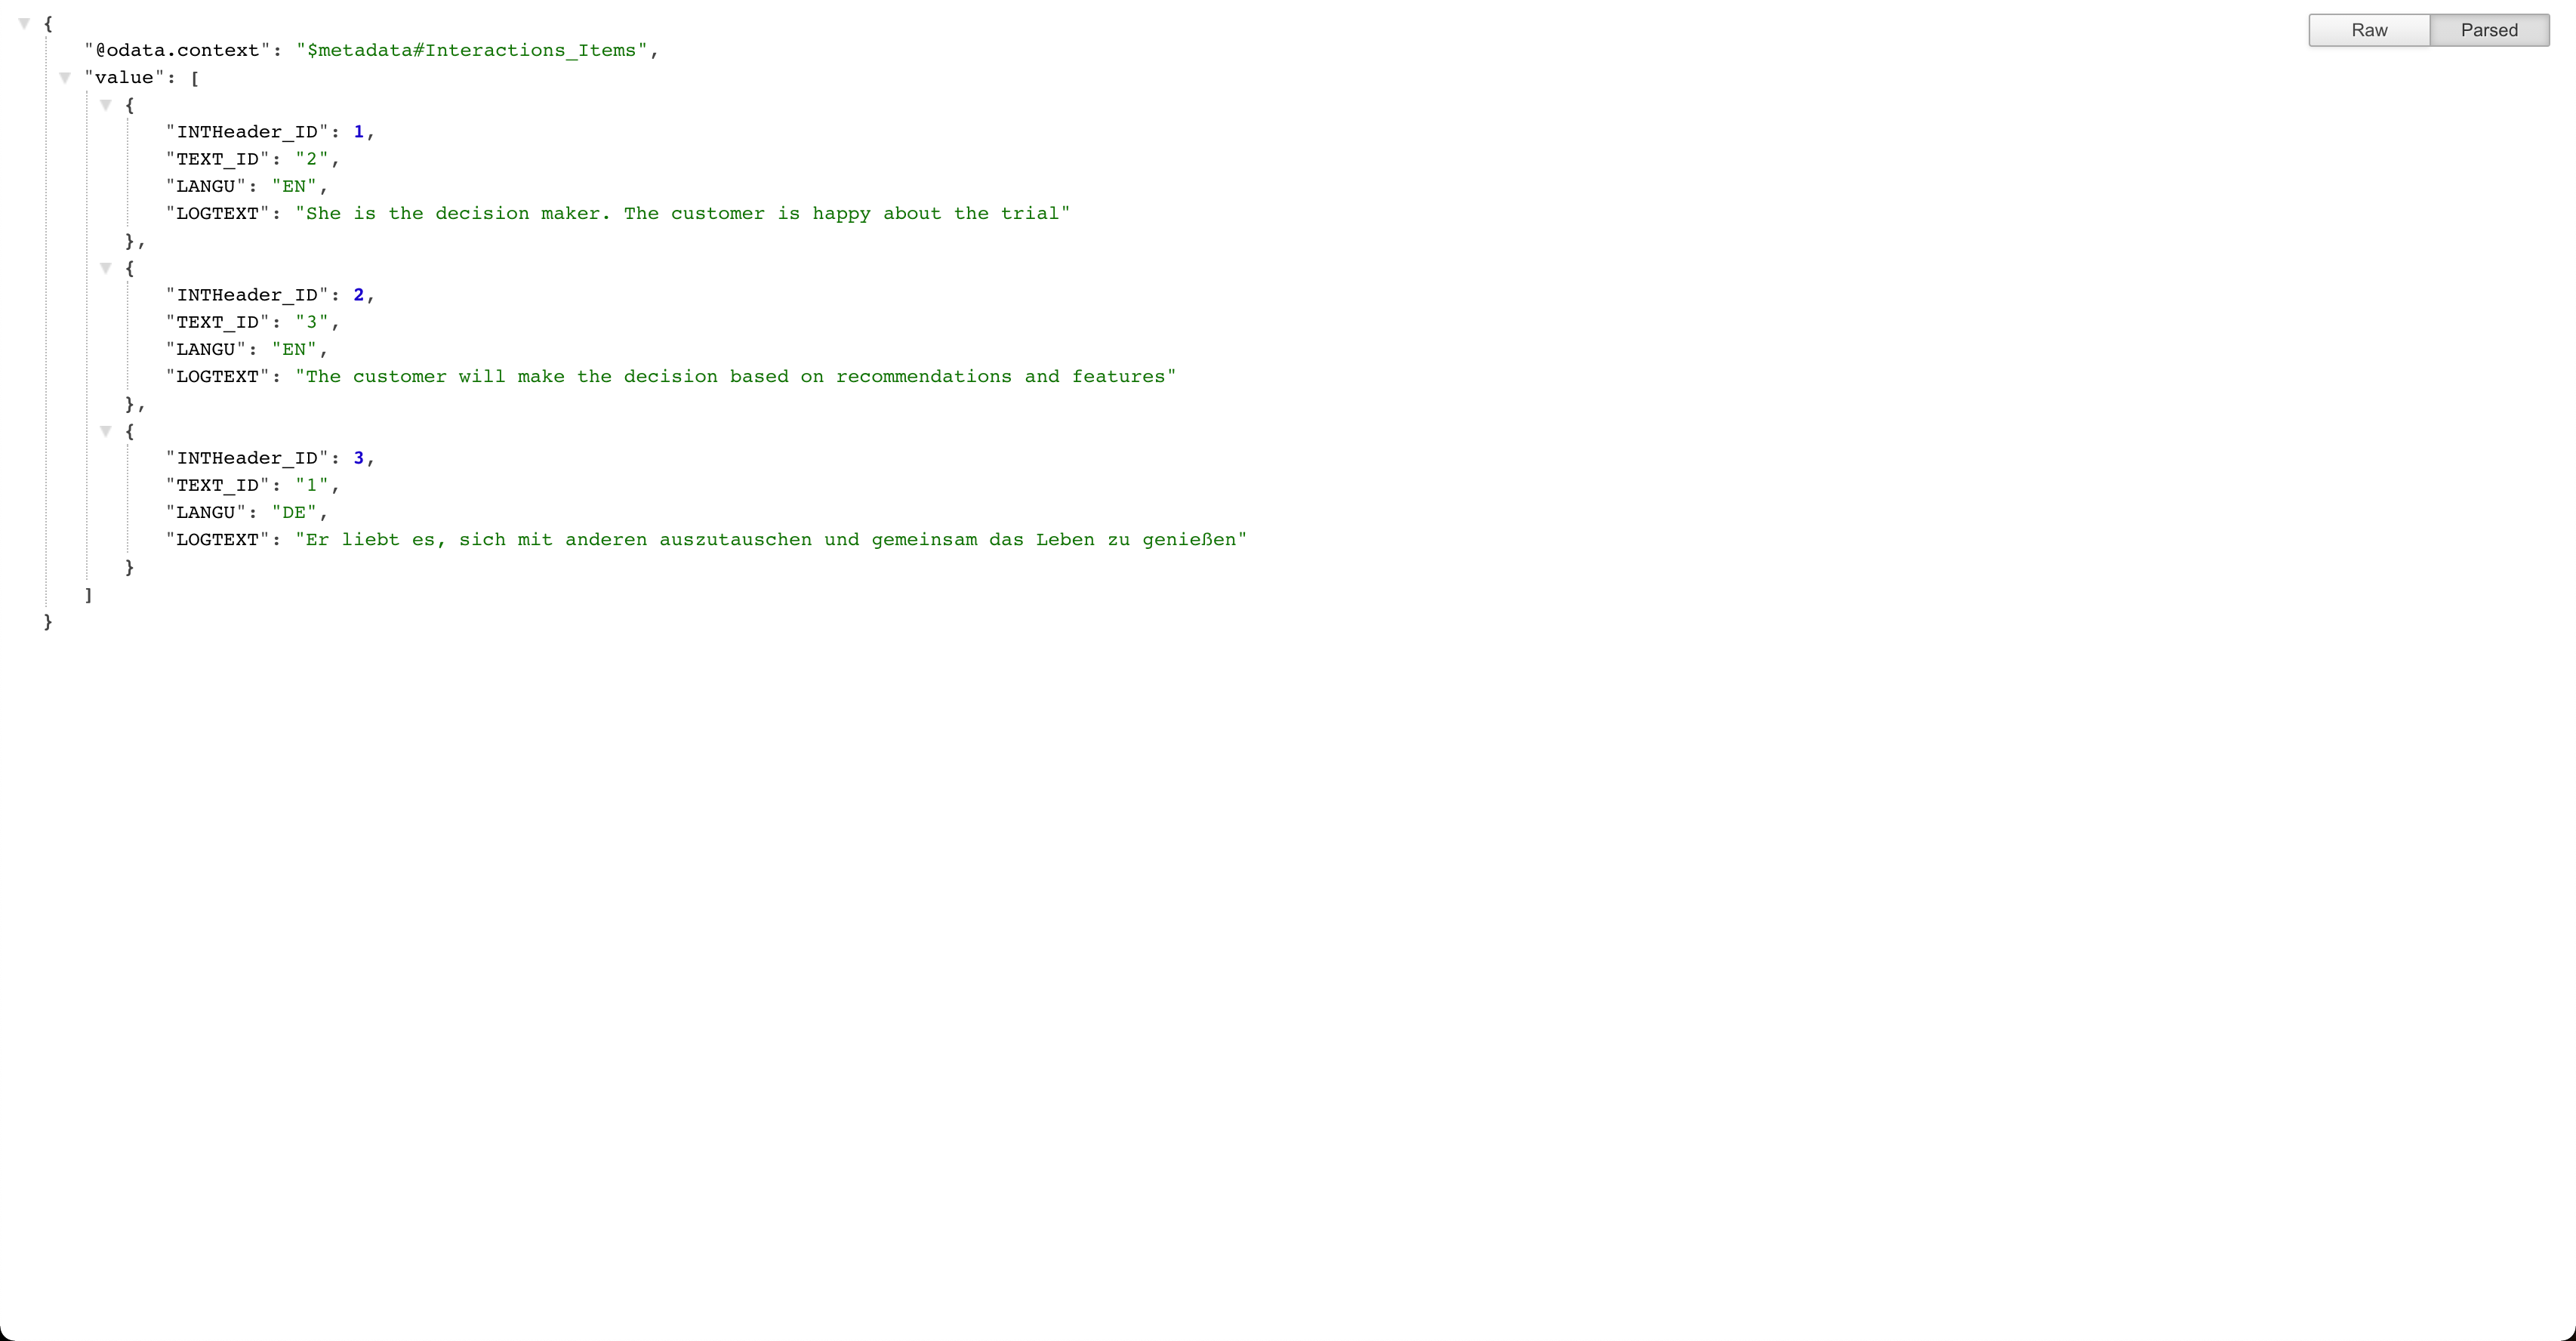 {
Raw
Parsed
"@odata.context": "$metadata#Interactions_Items",
"value": [
{
"INTHeader_ID": 1,
"TEXT_ID": "2",
"LANGU": "EN",
"LOGTEXT": "She is the decision maker. The customer is happy about the trial"
},
{
"INTHeader_ID": 2,
"TEXT_ID": "3",
"LANGU": "EN",
"LOGTEXT": "The customer will make the decision based on recommendations and features"
},
{
"INTHeader_ID": 3,
"TEXT_ID": "1",
"LANGU": "DE",
"LOGTEXT": "Er liebt es, sich mit anderen auszutauschen und gemeinsam das Leben zu genießen"
}
]
}